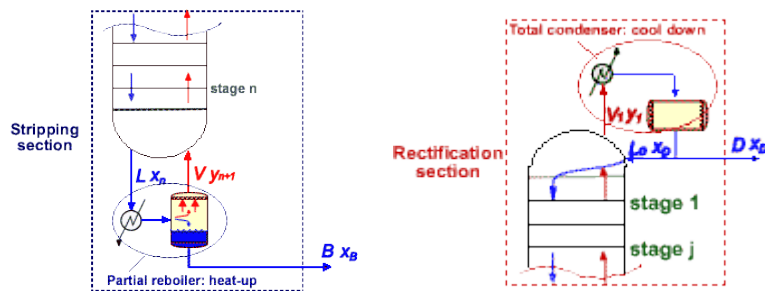 stage n
Stripping
section
L xn
V yn+1
B xB
Partial reboiler: heat-up
Total condenser: cool down
V1 y1
Lo xD
D xD
Rectification
section
stage 1
stage j